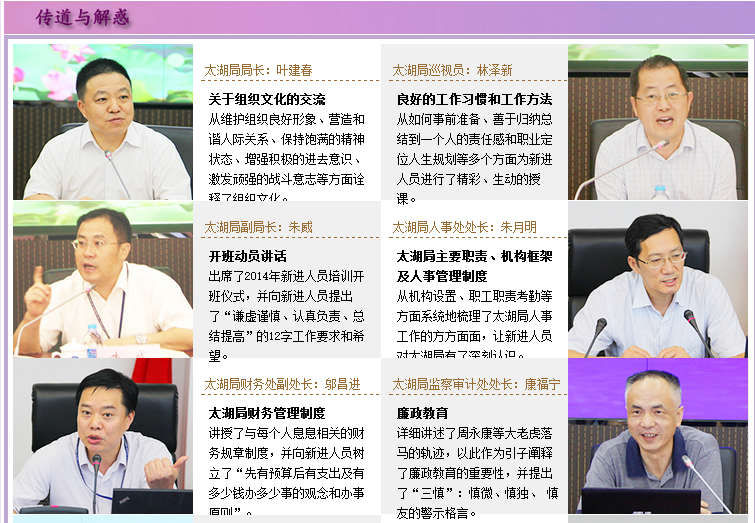 传道与解惑
太湖局局长：叶建春
关于组织文化的交流
从维护组织良好形象、营造和
谐人际关系、保持饱满的精神
状态、增强积极的进去意识、
激发顽强的战斗意志等方面诠
释了组织文化。
太湖局巡视员：林泽新
良好的工作习惯和工作方法
从如何事前准备、善于归纳总
结到一个人的责任感和职业定
位人生规划等多个方面为新进
人员进行了精彩、生动的授
课。
太湖局副局长：朱威
开班动员讲话
出席了2014年新进人员培训开
班仪式，并向新进人员提出
了“谦虚谨慎、认真负责、总
结提高”的12字工作要求和希
望。
太湖局人事处处长：朱月明
太湖局主要职责、机构框架
及人事管理制度
从机构设置、职工职责考勤等
方面系统地梳理了太湖局人事
工作的方方面面，让新进人员
对太湖局有了深刻认识。
太湖局财务处副处长：邬昌进
太湖局财务管理制度
讲授了与每个人息息相关的财
务规章制度，并向新进人员树
立了“先有预算后有支出及有
多少钱办多少事的观念和办事
原则”。
太湖局监察审计处处长：康福宁
廉政教育
详细讲述了周永康等大老虎落
马的轨迹，以此作为引子阐释
了廉政教育的重要性，并提出
了“三慎”：慎微、慎独、 慎
友的警示格言。